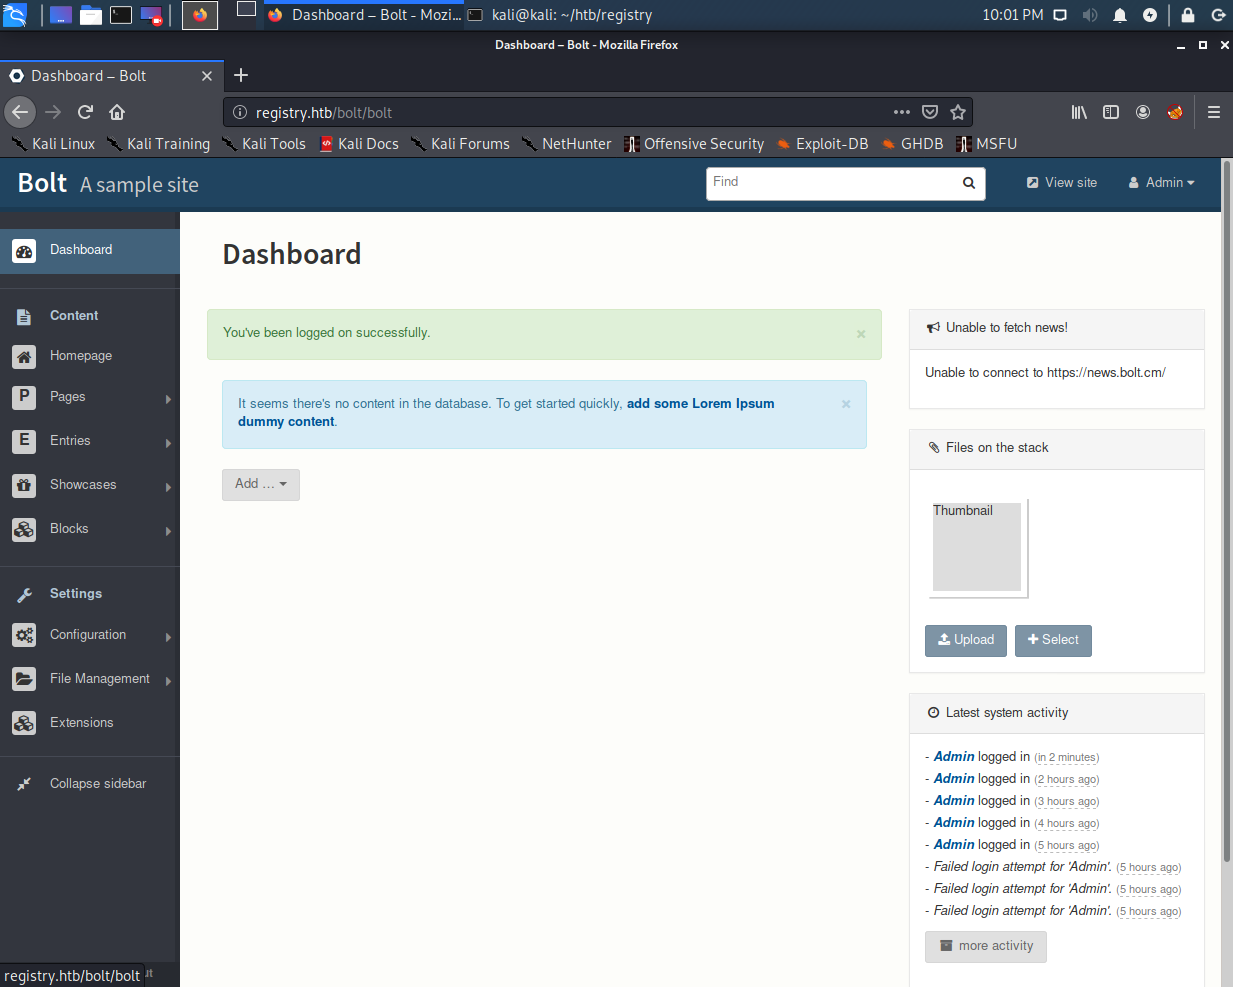 Dashboard – Bolt - Mozi...
kali@kali: ~/htb/registry
10:01 PM
Dashboard – Bolt - Mozilla Firefox
Dashboard – Bolt
registry.htb/bolt/bolt
Kali Linux
Kali Training
Kali Tools
Kali Docs
Kali Forums
NetHunter
Offensive Security
Exploit-DB
GHDB
MSFU
Bolt A sample site
Find
View site
Admin
Dashboard
Content
Homepage
P Pages
E Entries
Showcases
Blocks
Settings
Configuration
File Management
Extensions
Collapse sidebar
Dashboard
You've been logged on successfully. ×
It seems there's no content in the database. To get started quickly, add some Lorem Ipsum ×
dummy content.
Add ...
Unable to fetch news!
Unable to connect to https://news.bolt.cm/
Files on the stack
Thumbnail
Upload
Select
Latest system activity
- Admin logged in (in 2 minutes)
- Admin logged in (2 hours ago)
- Admin logged in (3 hours ago)
- Admin logged in (4 hours ago)
- Admin logged in (5 hours ago)
- Failed login attempt for 'Admin'. (5 hours ago)
- Failed login attempt for 'Admin'. (5 hours ago)
- Failed login attempt for 'Admin'. (5 hours ago)
more activity
registry.htb/bolt/bolt